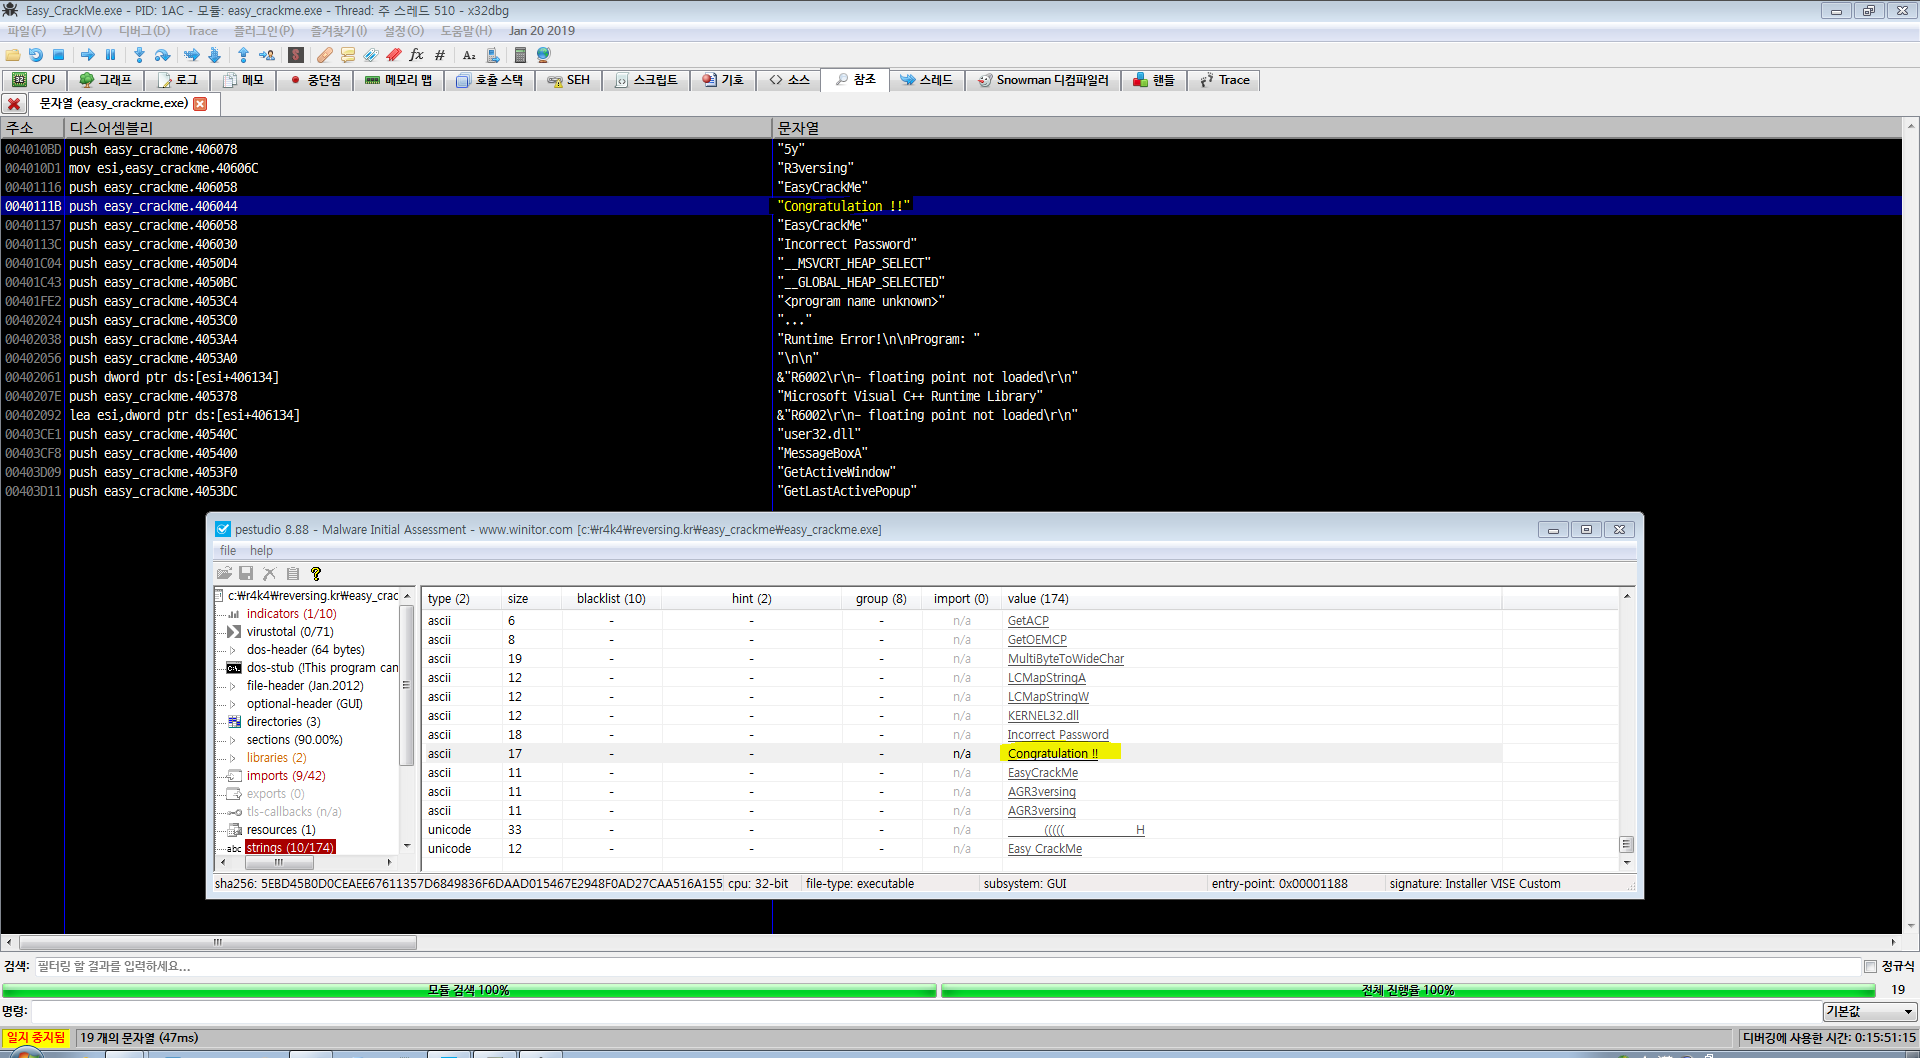 Easy_CrackMe.exe - PID: 1AC - 모듈: easy_crackme.exe - Thread: 주 스레드 510 - x32dbg
파일(F) 보기(V) 디버그(D) Trace 플러그인(P) 즐겨찾기(I) 설정(O) 도움말(H) Jan 20 2019
CPU 그래프 로그 메모 중단점 메모리 맵 호출 스택 SEH 스크립트 기호 소스 참조 스레드 Snowman 디컴파일러 핸들 Trace
문자열 (easy_crackme.exe)
주소 디스어셈블리 문자열
004010BD push easy_crackme.406078 "5y"
004010D1 mov esi,easy_crackme.40606C "R3versing"
00401116 push easy_crackme.406058 "EasyCrackMe"
0040111B push easy_crackme.406044 "Congratulation !!"
00401137 push easy_crackme.406058 "EasyCrackMe"
0040113C push easy_crackme.406030 "Incorrect Password"
00401C04 push easy_crackme.4050D4 "__MSVCRT_HEAP_SELECT"
00401C43 push easy_crackme.4050BC "__GLOBAL_HEAP_SELECTED"
00401FE2 push easy_crackme.4053C4 "<program name unknown>"
00402024 push easy_crackme.4053C0 "..."
00402038 push easy_crackme.4053A4 "Runtime Error!\n\nProgram: "
00402056 push easy_crackme.4053A0 "\n\n"
00402061 push dword ptr ds:[esi+406134] &"R6002\r\n- floating point not loaded\r\n"
0040207E push easy_crackme.405378 "Microsoft Visual C++ Runtime Library"
00402092 lea esi,dword ptr ds:[esi+406134] &"R6002\r\n- floating point not loaded\r\n"
00403CE1 push easy_crackme.40540C "user32.dll"
00403CF8 push easy_crackme.405400 "MessageBoxA"
00403D09 push easy_crackme.4053F0 "GetActiveWindow"
00403D11 push easy_crackme.4053DC "GetLastActivePopup"
pestudio 8.88 - Malware Initial Assessment - www.winitor.com [c:₩r4k4₩reversing.kr₩easy_crackme₩easy_crackme.exe]
file help
c:₩r4k4₩reversing.kr₩easy_crac
indicators (1/10)
virustotal (0/71)
dos-header (64 bytes)
dos-stub (!This program can
file-header (Jan.2012)
optional-header (GUI)
directories (3)
sections (90.00%)
libraries (2)
imports (9/42)
exports (0)
tls-callbacks (n/a)
resources (1)
abc strings (10/174)
type (2) size blacklist (10) hint (2) group (8) import (0) value (174)
ascii 6 - - - n/a GetACP
ascii 8 - - - n/a GetOEMCP
ascii 19 - - - n/a MultiByteToWideChar
ascii 12 - - - n/a LCMapStringA
ascii 12 - - - n/a LCMapStringW
ascii 12 - - - n/a KERNEL32.dll
ascii 18 - - - n/a Incorrect Password
ascii 17 - - - n/a Congratulation !!
ascii 11 - - - n/a EasyCrackMe
ascii 11 - - - n/a AGR3versing
ascii 11 - - - n/a AGR3versing
unicode 33 - - - n/a ((((( H
unicode 12 - - - n/a Easy CrackMe
sha256: 5EBD45B0D0CEAEE67611357D6849836F6DAAD015467E2948F0AD27CAA516A155 cpu: 32-bit file-type: executable subsystem: GUI entry-point: 0x00001188 signature: Installer VISE Custom
검색: 필터링 할 결과를 입력하세요... 정규식
모듈 검색 100% 전체 진행율 100% 19
명령: 기본값
일지 중지됨 19 개의 문자열 (47ms) 디버깅에 사용한 시간: 0:15:51:15